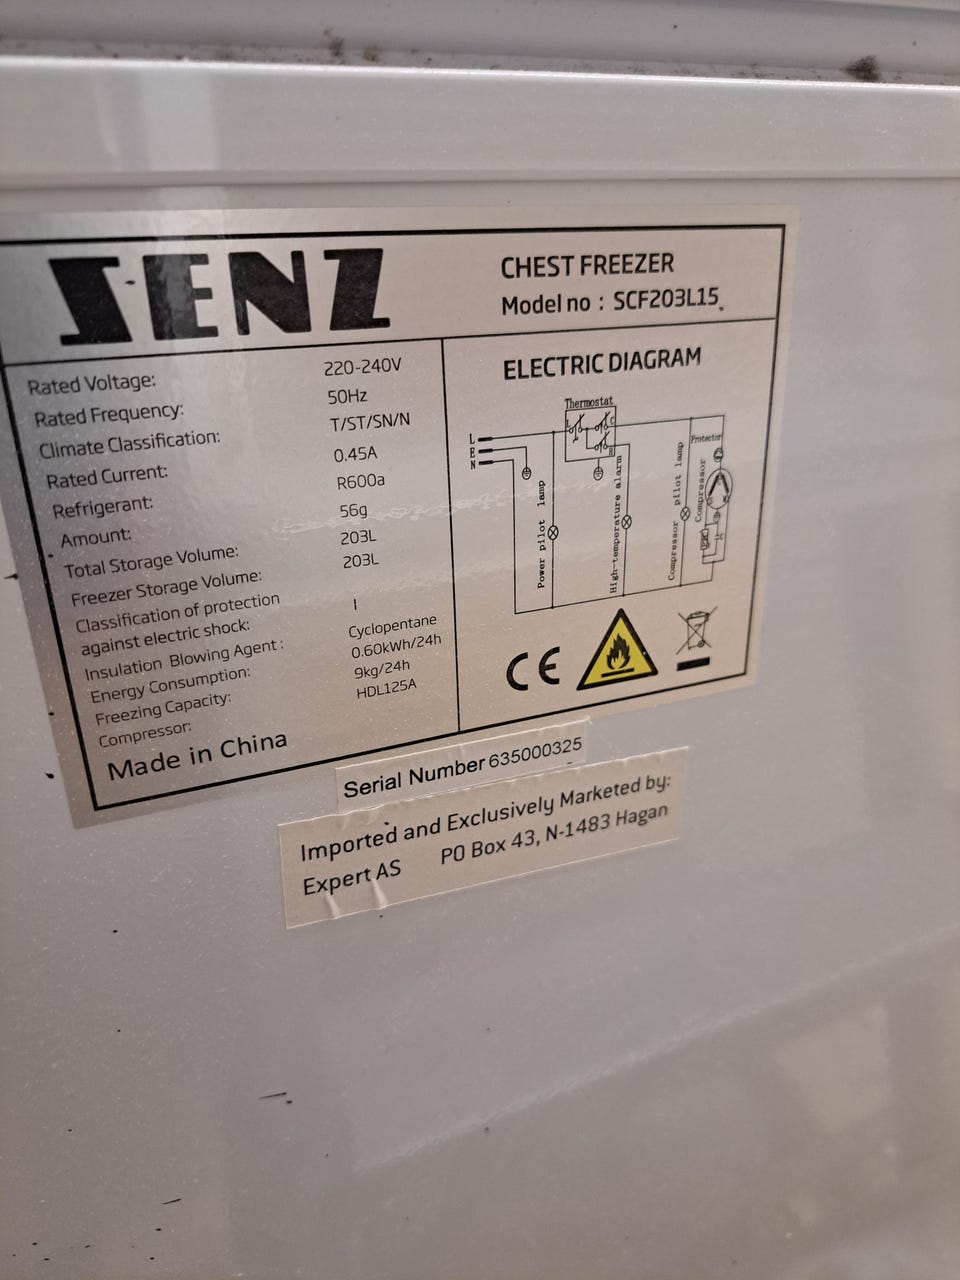 SENZ
CHEST FREEZER
Model no : SCF203L15
Rated Voltage: 220-240V
Rated Frequency: 50Hz
Climate Classification: T/ST/SN/N
Rated Current: 0.45A
Refrigerant: R600a
Amount: 56g
Total Storage Volume: 203L
Freezer Storage Volume: 203L
Classification of protection
against electric shock: I
Insulation Blowing Agent : Cyclopentane
Energy Consumption: 0.60kWh/24h
Freezing Capacity: 9kg/24h
Compressor: HDL125A
Made in China
ELECTRIC DIAGRAM
Thermostat
L
E
N
L
C
Power pilot lamp
High-temperature alarm
Compressor pilot lamp
Compressor
Protector
CE
Serial Number 635000325
Imported and Exclusively Marketed by:
Expert AS PO Box 43, N-1483 Hagan